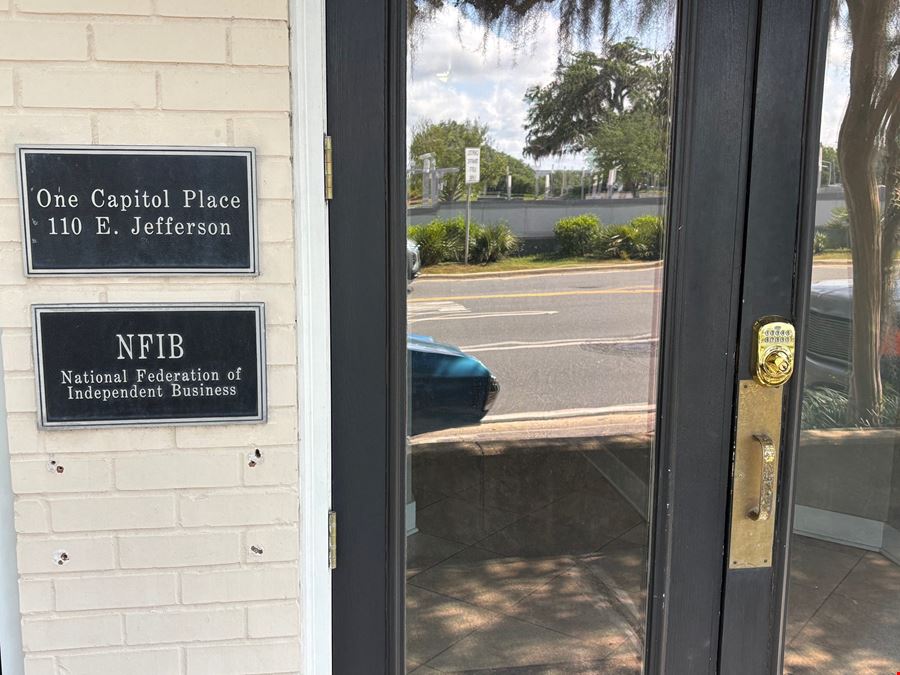 One Capitol Place
110 E. Jefferson
NFIB
National Federation of
Independent Business